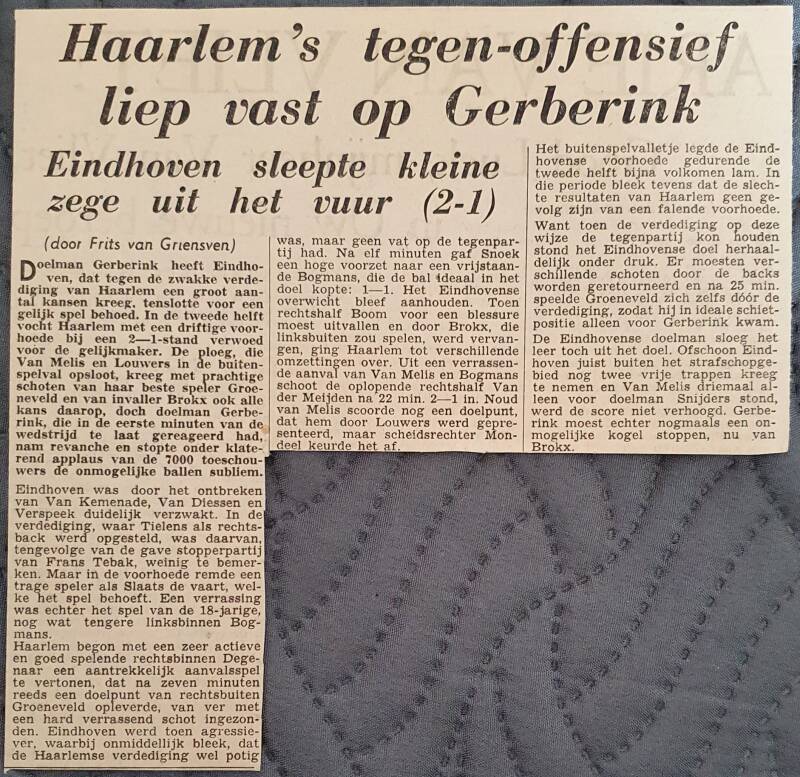 Haarlem's tegen-offensief
liep vast op Gerberink
Eindhoven sleepte kleine
zege uit het vuur (2-1)
(door Frits van Griensven)
Doelman Gerberink heeft Eindho-
ven, dat tegen de zwakke verde-
diging van Haarlem een groot aan-
tal kansen kreeg, tenslotte voor een
gelijk spel behoed. In de tweede helft
vocht Haarlem met een driftige voor-
hoede bij een 2—1-stand verwoed
voor de gelijkmaker. De ploeg, die
Van Melis en Louwers in de buiten-
spelval opsloot, kreeg met prachtige
schoten van haar beste speler Groe-
neveld en van invaller Brokx ook alle
kans daarop, doch doelman Gerbe-
rink, die in de eerste minuten van de
wedstrijd te laat gereageerd had,
nam revanche en stopte onder klate-
rend applaus van de 7000 toeschou-
wers de onmogelijke ballen subliem.
Eindhoven was door het ontbreken
van Van Kemenade, Van Diessen en
Verspeek duidelijk verzwakt. In de
verdediging, waar Tielens als rechts-
back werd opgesteld, was daarvan,
tengevolge van de gave stopperpartij
van Frans Tebak, weinig te bemer-
ken. Maar in de voorhoede remde een
trage speler als Slaats de vaart, wel-
ke het spel behoeft. Een verrassing
was echter het spel van de 18-jarige,
nog wat tengere linksbinnen Bog-
mans.
Haarlem begon met een zeer actieve
en goed spelende rechtsbinnen Dege-
naar een aantrekkelijk aanvalsspel
te vertonen, dat na zeven minuten
reeds een doelpunt van rechtsbuiten
Groeneveld opleverde, van ver met
een hard verrassend schot ingezon-
den. Eindhoven werd toen agressie-
ver, waarbij onmiddellijk bleek, dat
de Haarlemse verdediging wel potig
was, maar geen vat op de tegenpar-
tij had. Na elf minuten gaf Snoek
een hoge voorzet naar een vrijstaan-
de Bogmans, die de bal ideaal in het
doel kopte: 1—1. Het Eindhovense
overwicht bleef aanhouden. Toen
rechtshalf Boom voor een blessure
moest uitvallen en door Brokx, die
linksbuiten zou spelen, werd vervan-
gen, ging Haarlem tot verschillende
omzettingen over. Uit een verrassen-
de aanval van Van Melis en Bogmans
schoot de oplopende rechtshalf Van
der Meijden na 22 min. 2—1 in. Noud
van Melis scoorde nog een doelpunt,
dat hem door Louwers werd gepre-
senteerd, maar scheidsrechter Mon-
deel keurde het af.
Het buitenspelvalletje legde de Eind-
hovense voorhoede gedurende de
tweede helft bijna volkomen lam. In
die periode bleek tevens dat de slech-
te resultaten van Haarlem geen ge-
volg zijn van een falende voorhoede.
Want toen de verdediging op deze
wijze de tegenpartij kon houden
stond het Eindhovense doel herhaal-
delijk onder druk. Er moesten ver-
schillende schoten door de backs
worden geretourneerd en na 25 min.
speelde Groeneveld zich zelfs dóór de
verdediging, zodat hij in ideale schiet-
positie alleen voor Gerberink kwam.
De Eindhovense doelman sloeg het
leer toch uit het doel. Ofschoon Eind-
hoven juist buiten het strafschopge-
bied nog twee vrije trappen kreeg
te nemen en Van Melis driemaal al-
leen voor doelman Snijders stond,
werd de score niet verhoogd. Gerbe-
rink moest echter nogmaals een on-
mogelijke kogel stoppen, nu van
Brokx.